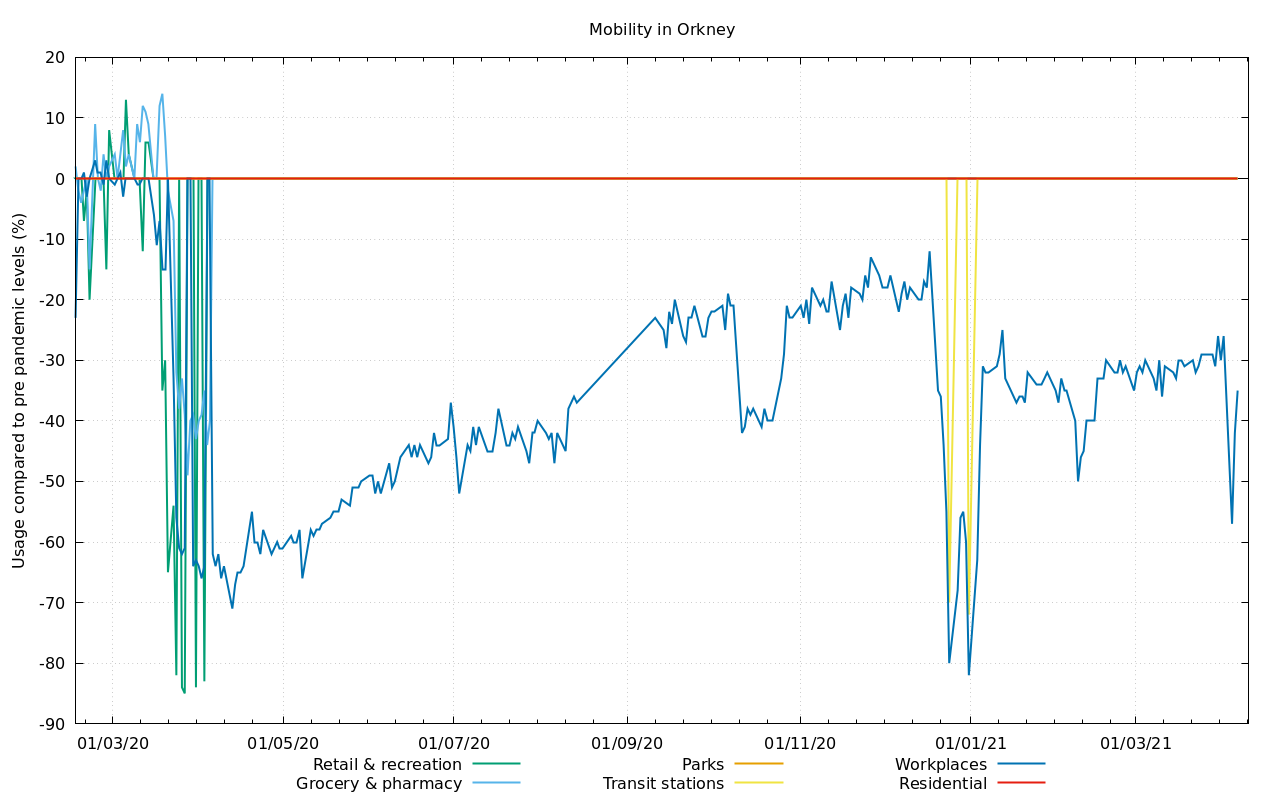 Mobility in Orkney
Usage compared to pre pandemic levels (%)
20
10
0
-10
-20
-30
-40
-50
-60
-70
-80
-90
01/03/20 01/05/20 01/07/20 01/09/20 01/11/20 01/01/21 01/03/21
Retail & recreation Parks Workplaces
Grocery & pharmacy Transit stations Residential